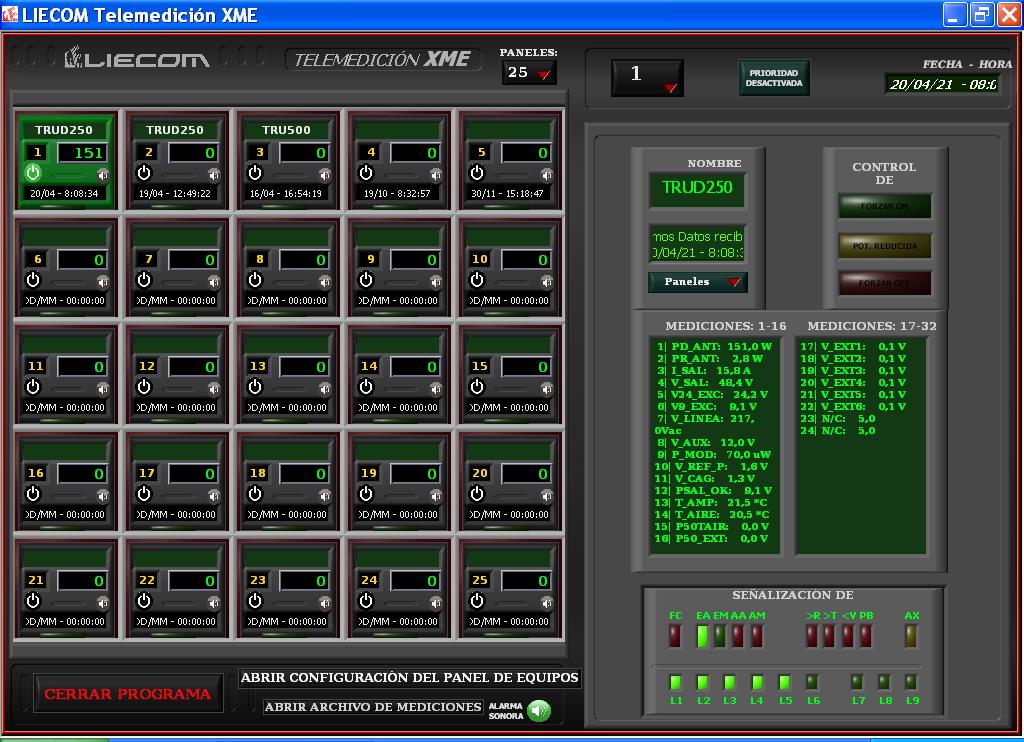 LIECOM Telemedición XME
LIECOM
TELEMEDICIÓN XME
PANELES:
25
1
PRIORIDAD
DESACTIVADA
FECHA - HORA
20/04/21 - 08:0
TRUD250
1 151
20/04 - 8:08:34
TRUD250
2 0
19/04 - 12:49:22
TRU500
3 0
16/04 - 16:54:19
4 0
19/10 - 8:32:57
5 0
30/11 - 15:18:47
6 0
DD/MM - 00:00:00
7 0
DD/MM - 00:00:00
8 0
DD/MM - 00:00:00
9 0
DD/MM - 00:00:00
10 0
DD/MM - 00:00:00
11 0
DD/MM - 00:00:00
12 0
DD/MM - 00:00:00
13 0
DD/MM - 00:00:00
14 0
DD/MM - 00:00:00
15 0
DD/MM - 00:00:00
16 0
DD/MM - 00:00:00
17 0
DD/MM - 00:00:00
18 0
DD/MM - 00:00:00
19 0
DD/MM - 00:00:00
20 0
DD/MM - 00:00:00
21 0
DD/MM - 00:00:00
22 0
DD/MM - 00:00:00
23 0
DD/MM - 00:00:00
24 0
DD/MM - 00:00:00
25 0
DD/MM - 00:00:00
CERRAR PROGRAMA
ABRIR CONFIGURACIÓN DEL PANEL DE EQUIPOS
ABRIR ARCHIVO DE MEDICIONES
ALARMA
SONORA
NOMBRE
TRUD250
mos Datos recib
0/04/21 - 8:08:3
Paneles
CONTROL
DE
FORZAR ON
POT. REDUCIDA
FORZAR OFF
MEDICIONES: 1-16
1| PD_ANT: 151,0 W
2| PR_ANT: 2,8 W
3| I_SAL: 15,8 A
4| V_SAL: 48,4 V
5| V24_EXC: 24,2 V
6| V9_EXC: 9,1 V
7| V_LINEA: 217,
0Vac
8| V_AUX: 12,0 V
9| P_MOD: 70,0 uW
10| V_REF_P: 1,6 V
11| V_CAG: 1,3 V
12| PSAL_OK: 9,1 V
13| T_AMP: 21,5 *C
14| T_AIRE: 20,5 *C
15| P50TAIR: 0,0 V
16| P50_EXT: 0,0 V
MEDICIONES: 17-32
17| V_EXT1: 0,1 V
18| V_EXT2: 0,1 V
19| V_EXT3: 0,1 V
20| V_EXT4: 0,1 V
21| V_EXT5: 0,1 V
22| V_EXT6: 0,1 V
23| N/C: 5,0
24| N/C: 5,0
SEÑALIZACIÓN DE
FC EA EM AA AM >R >T <V PB AX
L1 L2 L3 L4 L5 L6 L7 L8 L9